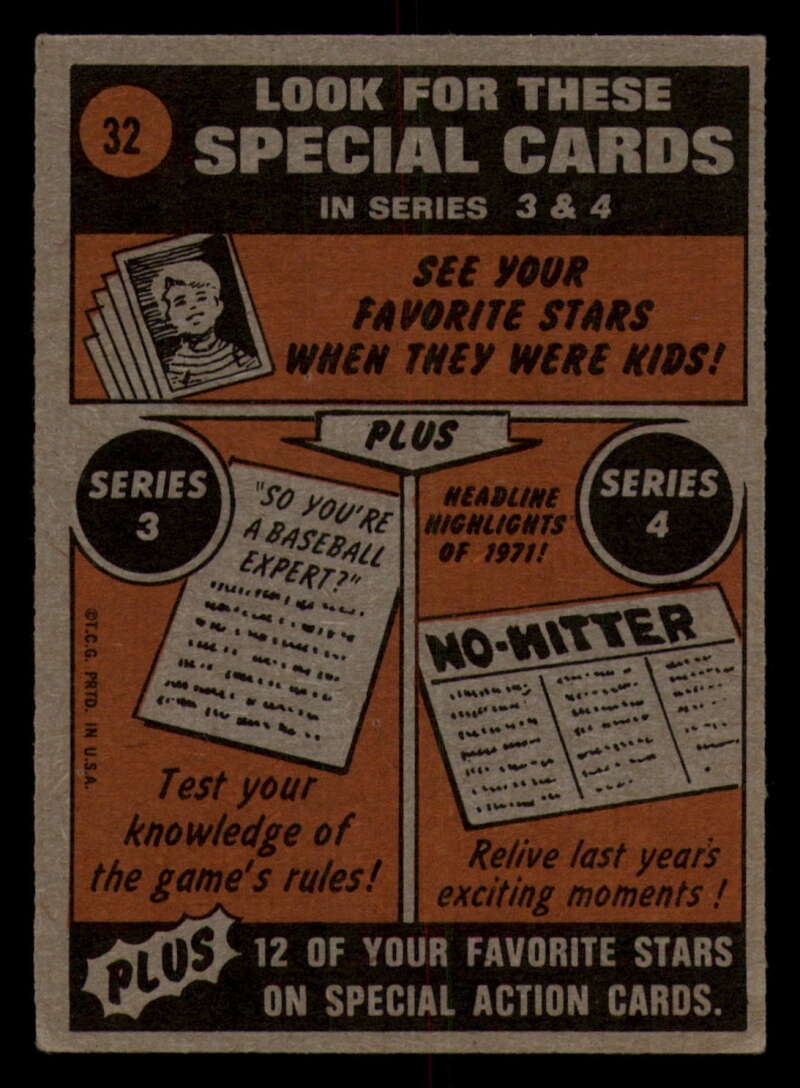 32
LOOK FOR THESE
SPECIAL CARDS
IN SERIES 3 & 4
SEE YOUR
FAVORITE STARS
WHEN THEY WERE KIDS!
PLUS
SERIES
3
"SO YOU'RE
A BASEBALL
EXPERT?"
Test your
knowledge of
the game's rules!
©T.C.G. PRTD. IN U.S.A.
HEADLINE
HIGHLIGHTS
OF 1971!
SERIES
4
NO-HITTER
Relive last year's
exciting moments!
PLUS
12 OF YOUR FAVORITE STARS
ON SPECIAL ACTION CARDS.